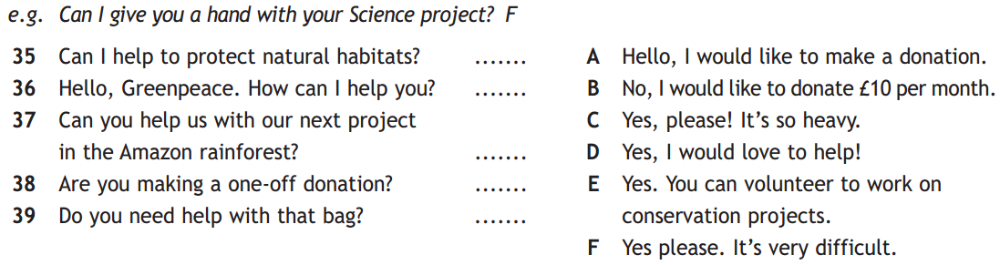 e.g. Can I give you a hand with your Science project? F
35 Can I help to protect natural habitats? ....... A Hello, I would like to make a donation.
36 Hello, Greenpeace. How can I help you? ....... B No, I would like to donate £10 per month.
37 Can you help us with our next project C Yes, please! It's so heavy.
in the Amazon rainforest? ....... D Yes, I would love to help!
38 Are you making a one-off donation? ....... E Yes. You can volunteer to work on
39 Do you need help with that bag? ....... conservation projects.
F Yes please. It's very difficult.